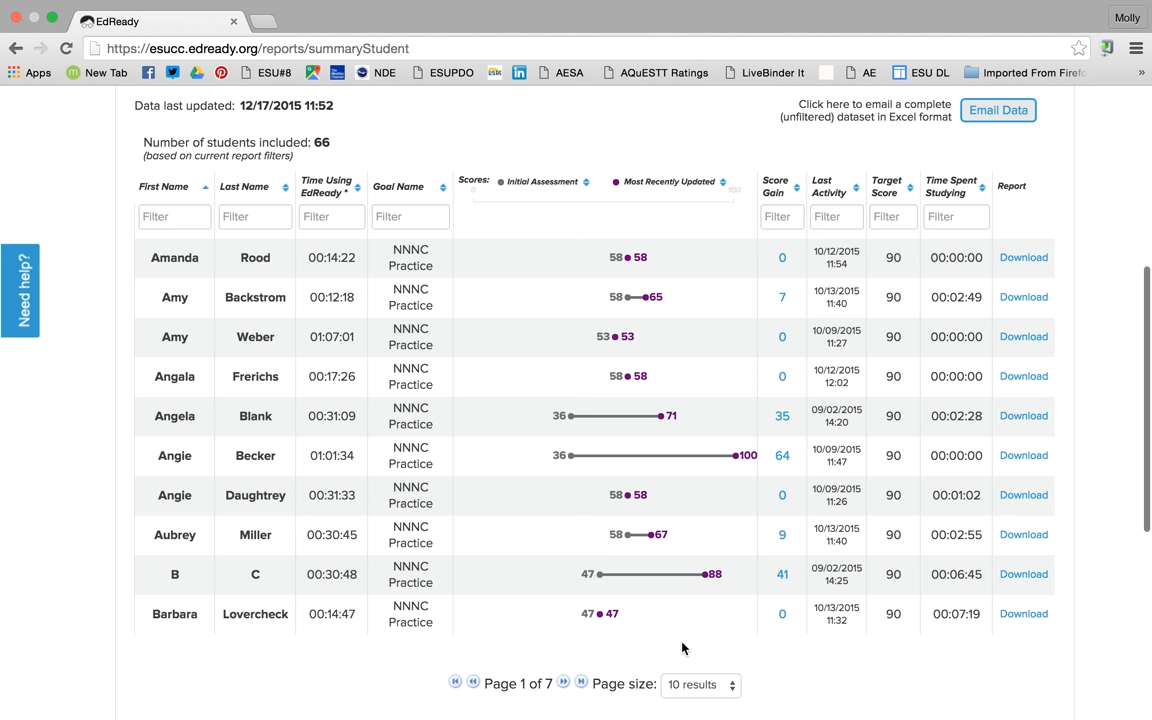 EdReady
Molly
https://esucc.edready.org/reports/summaryStudent
Apps New Tab ESU#8 NDE ESUPDO AESA AQuESTT Ratings LiveBinder It AE ESU DL Imported From Firefo »
Data last updated: 12/17/2015 11:52
Click here to email a complete
(unfiltered) dataset in Excel format
Email Data
Number of students included: 66
(based on current report filters)
First Name Last Name Time Using EdReady * Goal Name Scores: Initial Assessment Most Recently Updated Score Gain Last Activity Target Score Time Spent Studying Report
0 100
Filter Filter Filter Filter Filter Filter Filter Filter
Amanda Rood 00:14:22 NNNC Practice 58 58 0 10/12/2015 11:54 90 00:00:00 Download
Amy Backstrom 00:12:18 NNNC Practice 58 65 7 10/13/2015 11:40 90 00:02:49 Download
Amy Weber 01:07:01 NNNC Practice 53 53 0 10/09/2015 11:27 90 00:00:00 Download
Angala Frerichs 00:17:26 NNNC Practice 58 58 0 10/12/2015 12:02 90 00:00:00 Download
Angela Blank 00:31:09 NNNC Practice 36 71 35 09/02/2015 14:20 90 00:02:28 Download
Angie Becker 01:01:34 NNNC Practice 36 100 64 10/09/2015 11:47 90 00:00:00 Download
Angie Daughtrey 00:31:33 NNNC Practice 58 58 0 10/09/2015 11:26 90 00:01:02 Download
Aubrey Miller 00:30:45 NNNC Practice 58 67 9 10/13/2015 11:40 90 00:02:55 Download
B C 00:30:48 NNNC Practice 47 88 41 09/02/2015 14:25 90 00:06:45 Download
Barbara Lovercheck 00:14:47 NNNC Practice 47 47 0 10/13/2015 11:32 90 00:07:19 Download
Page 1 of 7 Page size: 10 results
Need help?